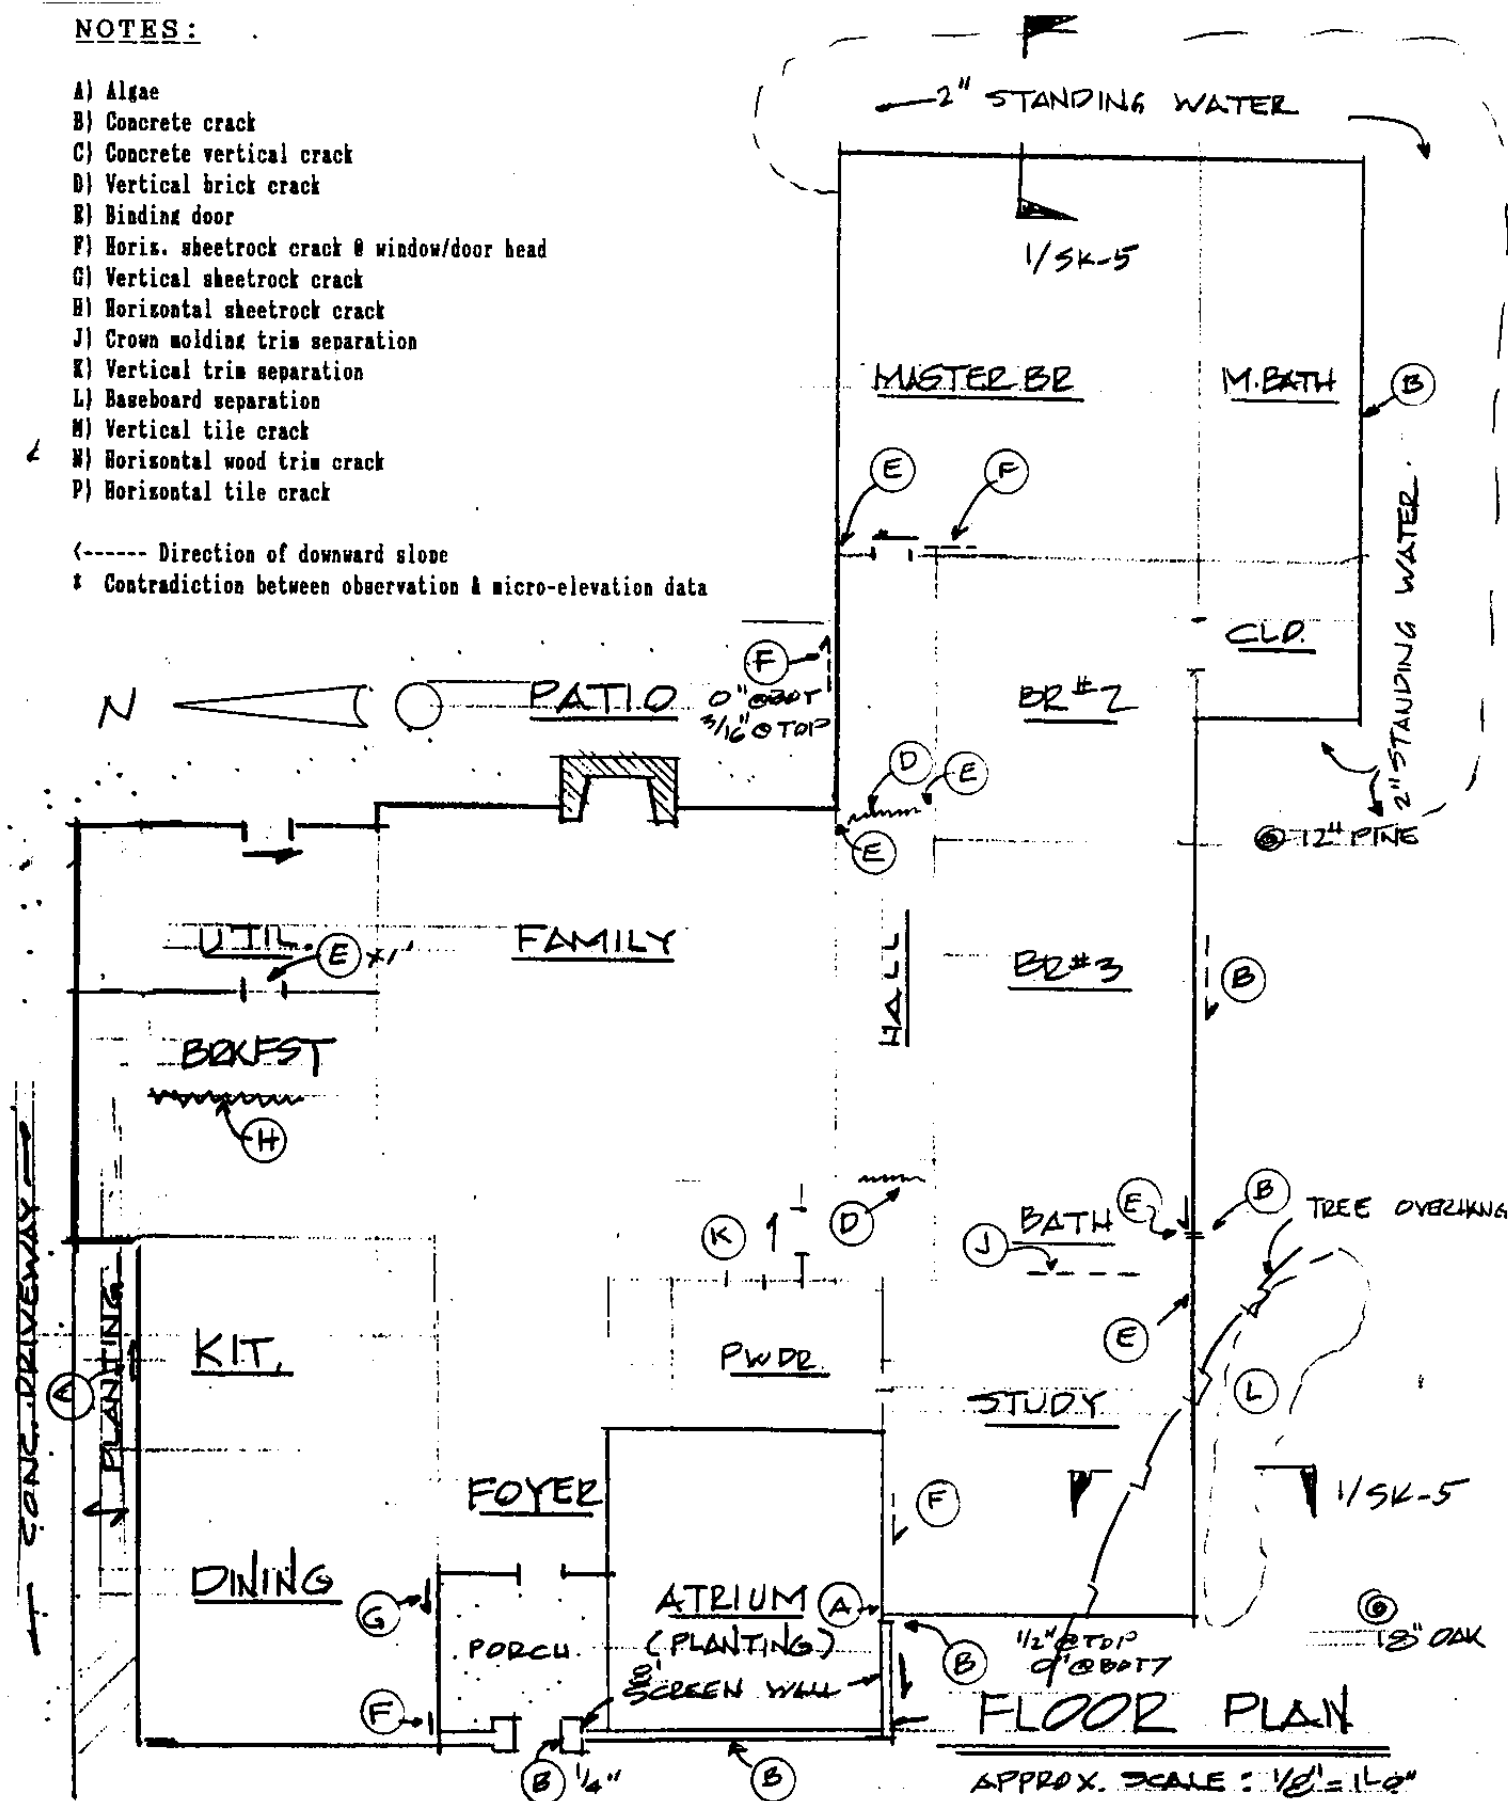 NOTES:
A) Algae
B) Concrete crack
C) Concrete vertical crack
D) Vertical brick crack
E) Binding door
F) Horiz. sheetrock crack @ window/door head
G) Vertical sheetrock crack
H) Horizontal sheetrock crack
J) Crown molding trim separation
K) Vertical trim separation
L) Baseboard separation
M) Vertical tile crack
N) Horizontal wood trim crack
P) Horizontal tile crack
<------ Direction of downward slope
* Contradiction between observation & micro-elevation data
2" STANDING WATER
1/SK-5
MASTER BR
M.BATH
B
E
F
2" STANDING WATER.
CLO.
F
N
PATIO
0" @BOT
3/16" @ TOP
BR #2
D
E
E
12" PINE
UTIL.
E
FAMILY
HALL
BR#3
B
BRKFST
H
D
K
BATH
J
E
B
TREE OVERHANG
E
CONC. DRIVEWAY
PLANTING
KIT.
PWDR.
L
STUDY
FOYER
F
1/SK-5
DINING
G
ATRIUM
(PLANTING)
A
PORCH
8'
SCREEN WALL
B
1/2" @TOP
0" @BOT
18" OAK
F
B
1/4"
B
FLOOR PLAN
APPROX. SCALE : 1/8" = 1'-0"